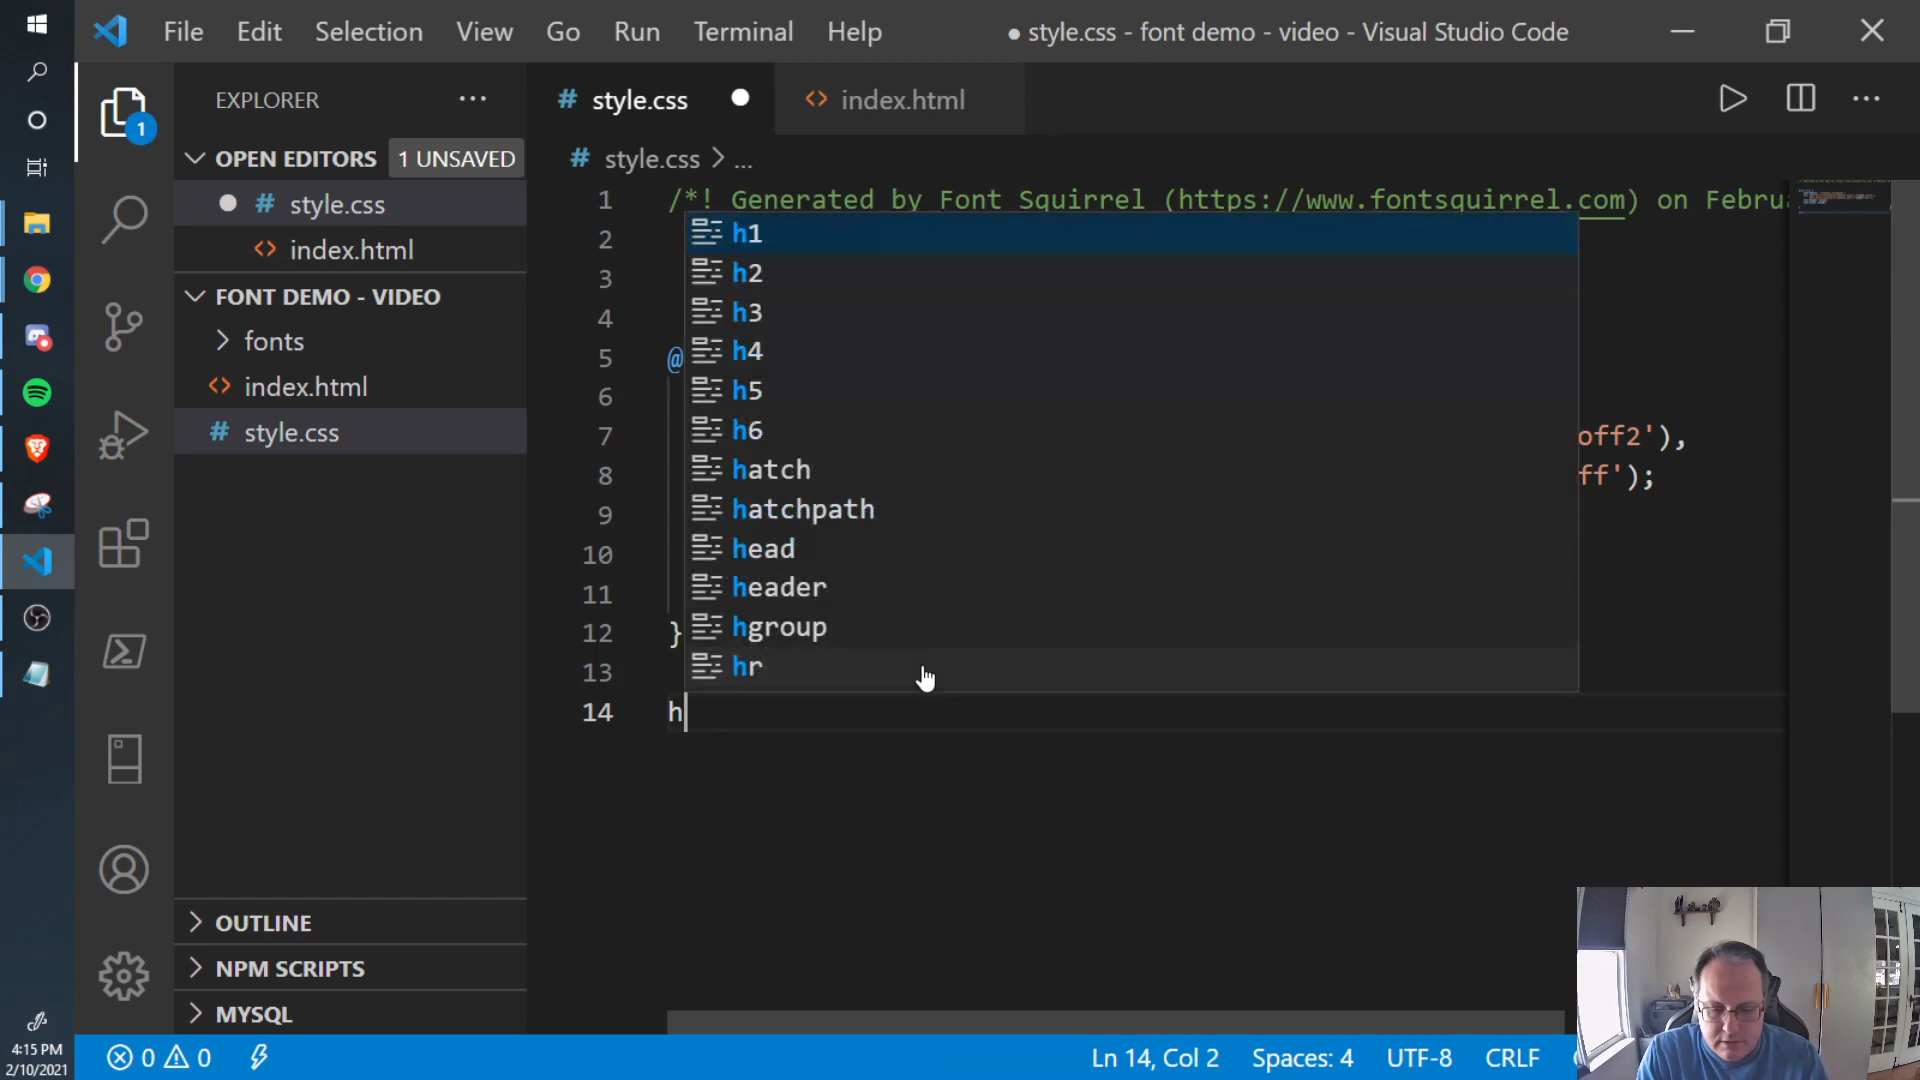 File Edit Selection View Go Run Terminal Help ● style.css - font demo - video - Visual Studio Code
EXPLORER ···
# style.css ●
<> index.html
1
OPEN EDITORS 1 UNSAVED
● # style.css
<> index.html
FONT DEMO - VIDEO
> fonts
<> index.html
# style.css
OUTLINE
NPM SCRIPTS
MYSQL
# style.css > ...
1 /*! Generated by Font Squirrel (https://www.fontsquirrel.com) on Februa
2
3
4
5 @
6
7 off2'),
8 ff');
9
10
11
12 }
13
14 h
h1
h2
h3
h4
h5
h6
hatch
hatchpath
head
header
hgroup
hr
0 0
Ln 14, Col 2 Spaces: 4 UTF-8 CRLF
4:15 PM
2/10/2021